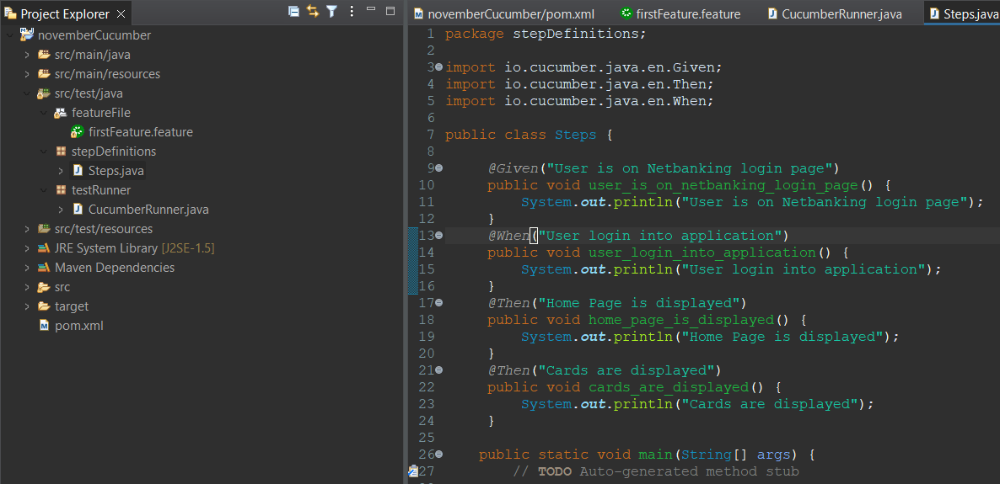 Project Explorer
novemberCucumber
src/main/java
src/main/resources
src/test/java
featureFile
firstFeature.feature
stepDefinitions
Steps.java
testRunner
CucumberRunner.java
src/test/resources
JRE System Library [J2SE-1.5]
Maven Dependencies
src
target
pom.xml
novemberCucumber/pom.xml firstFeature.feature CucumberRunner.java Steps.java
1 package stepDefinitions;
2
3 import io.cucumber.java.en.Given;
4 import io.cucumber.java.en.Then;
5 import io.cucumber.java.en.When;
6
7 public class Steps {
8
9 @Given("User is on Netbanking login page")
10 public void user_is_on_netbanking_login_page() {
11 System.out.println("User is on Netbanking login page");
12 }
13 @When("User login into application")
14 public void user_login_into_application() {
15 System.out.println("User login into application");
16 }
17 @Then("Home Page is displayed")
18 public void home_page_is_displayed() {
19 System.out.println("Home Page is displayed");
20 }
21 @Then("Cards are displayed")
22 public void cards_are_displayed() {
23 System.out.println("Cards are displayed");
24 }
25
26 public static void main(String[] args) {
27 // TODO Auto-generated method stub